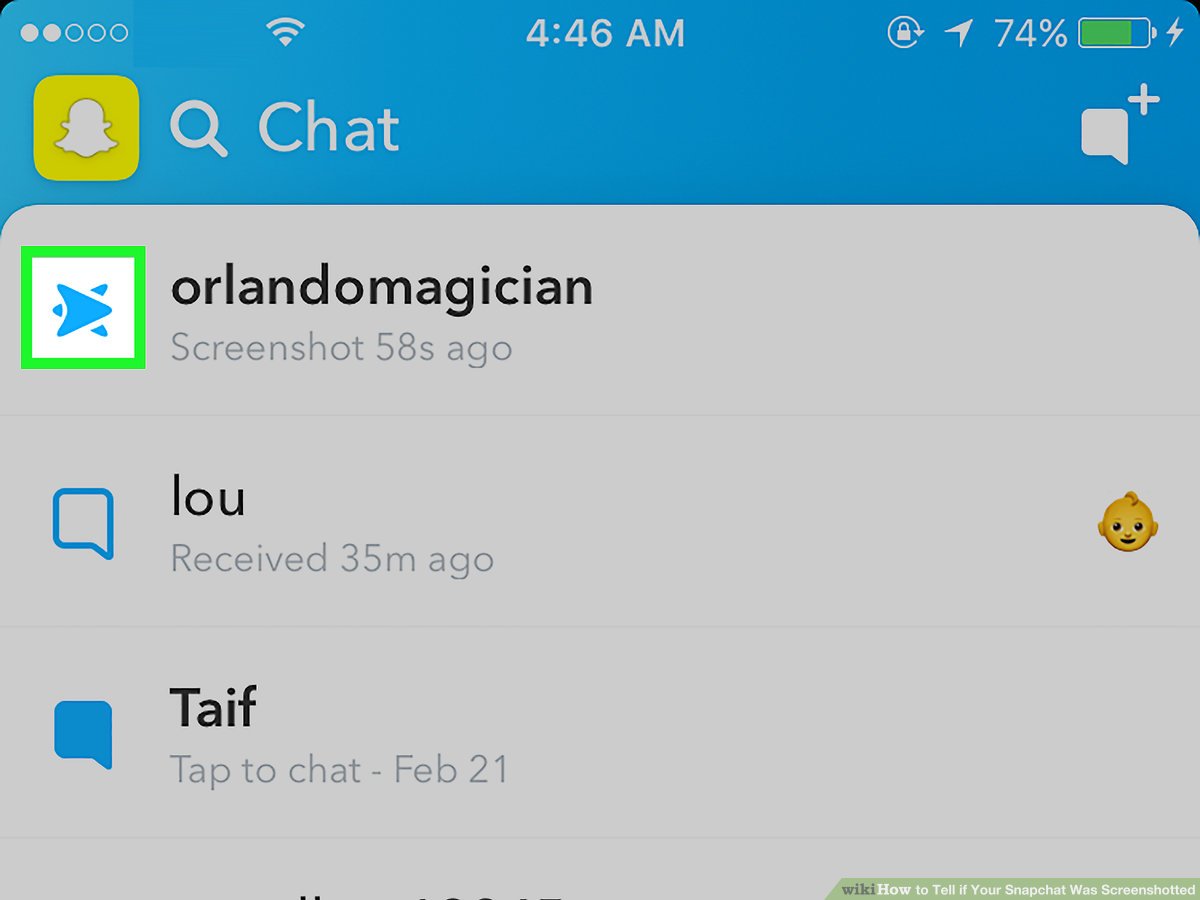 4:46 AM
74%
Chat
orlandomagician
Screenshot 58s ago
lou
Received 35m ago
Taif
Tap to chat - Feb 21
wikiHow to Tell if Your Snapchat Was Screenshotted